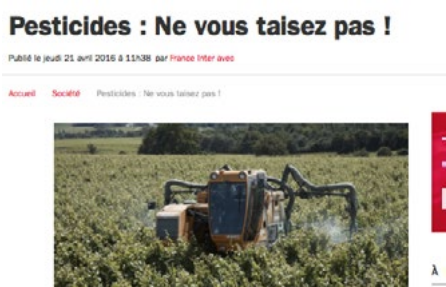 Pesticides : Ne vous taisez pas !
Publié le jeudi 21 avril 2016 à 11h38 par France Inter avec
Accueil Société Pesticides : Ne vous taisez pas !
À